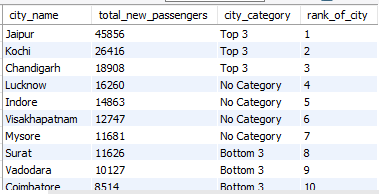 city_name total_new_passengers city_category rank_of_city
Jaipur 45856 Top 3 1
Kochi 26416 Top 3 2
Chandigarh 18908 Top 3 3
Lucknow 16260 No Category 4
Indore 14863 No Category 5
Visakhapatnam 12747 No Category 6
Mysore 11681 No Category 7
Surat 11626 Bottom 3 8
Vadodara 10127 Bottom 3 9
Coimbatore 8514 Bottom 3 10